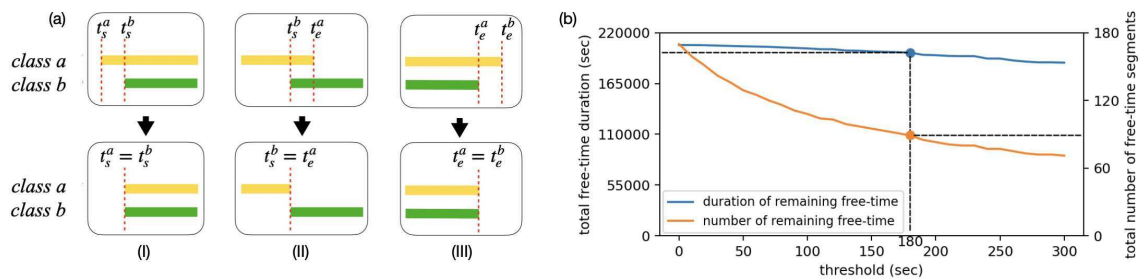 (a)
t_s^a t_s^b
class a
class b
t_s^b t_e^a
t_e^a t_e^b
t_s^a = t_s^b
class a
class b
(I)
t_s^b = t_e^a
(II)
t_e^a = t_e^b
(III)
(b)
total free-time duration (sec)
220000
165000
110000
55000
0
duration of remaining free-time
number of remaining free-time
180
120
60
0
total number of free-time segments
0 50 100 150 180 200 250 300
threshold (sec)